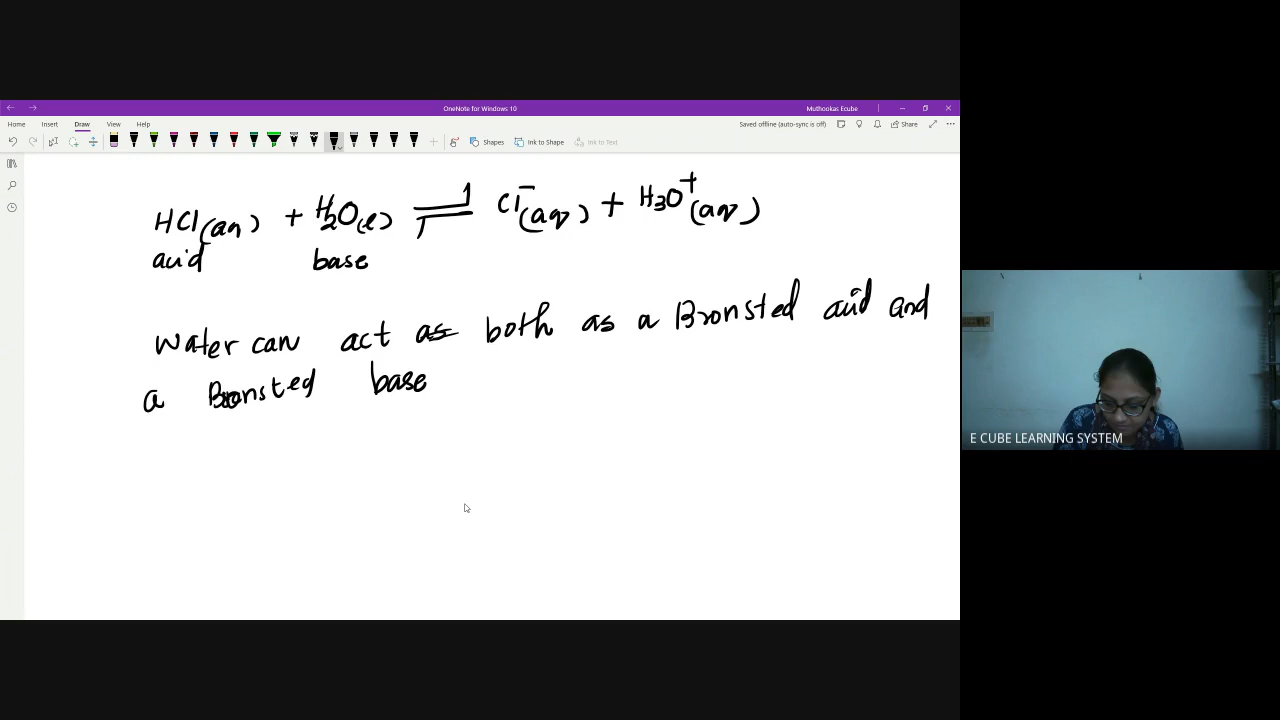 OneNote for Windows 10
Muthookas Ecube
Home Insert Draw View Help
Saved offline (auto-sync is off) Share
Shapes Ink to Shape Ink to Text
HCl(aq) + H2O(l) ⇌ Cl⁻(aq) + H3O⁺(aq)
acid base
Water can act as both as a Bronsted acid and
a Bronsted base
E CUBE LEARNING SYSTEM